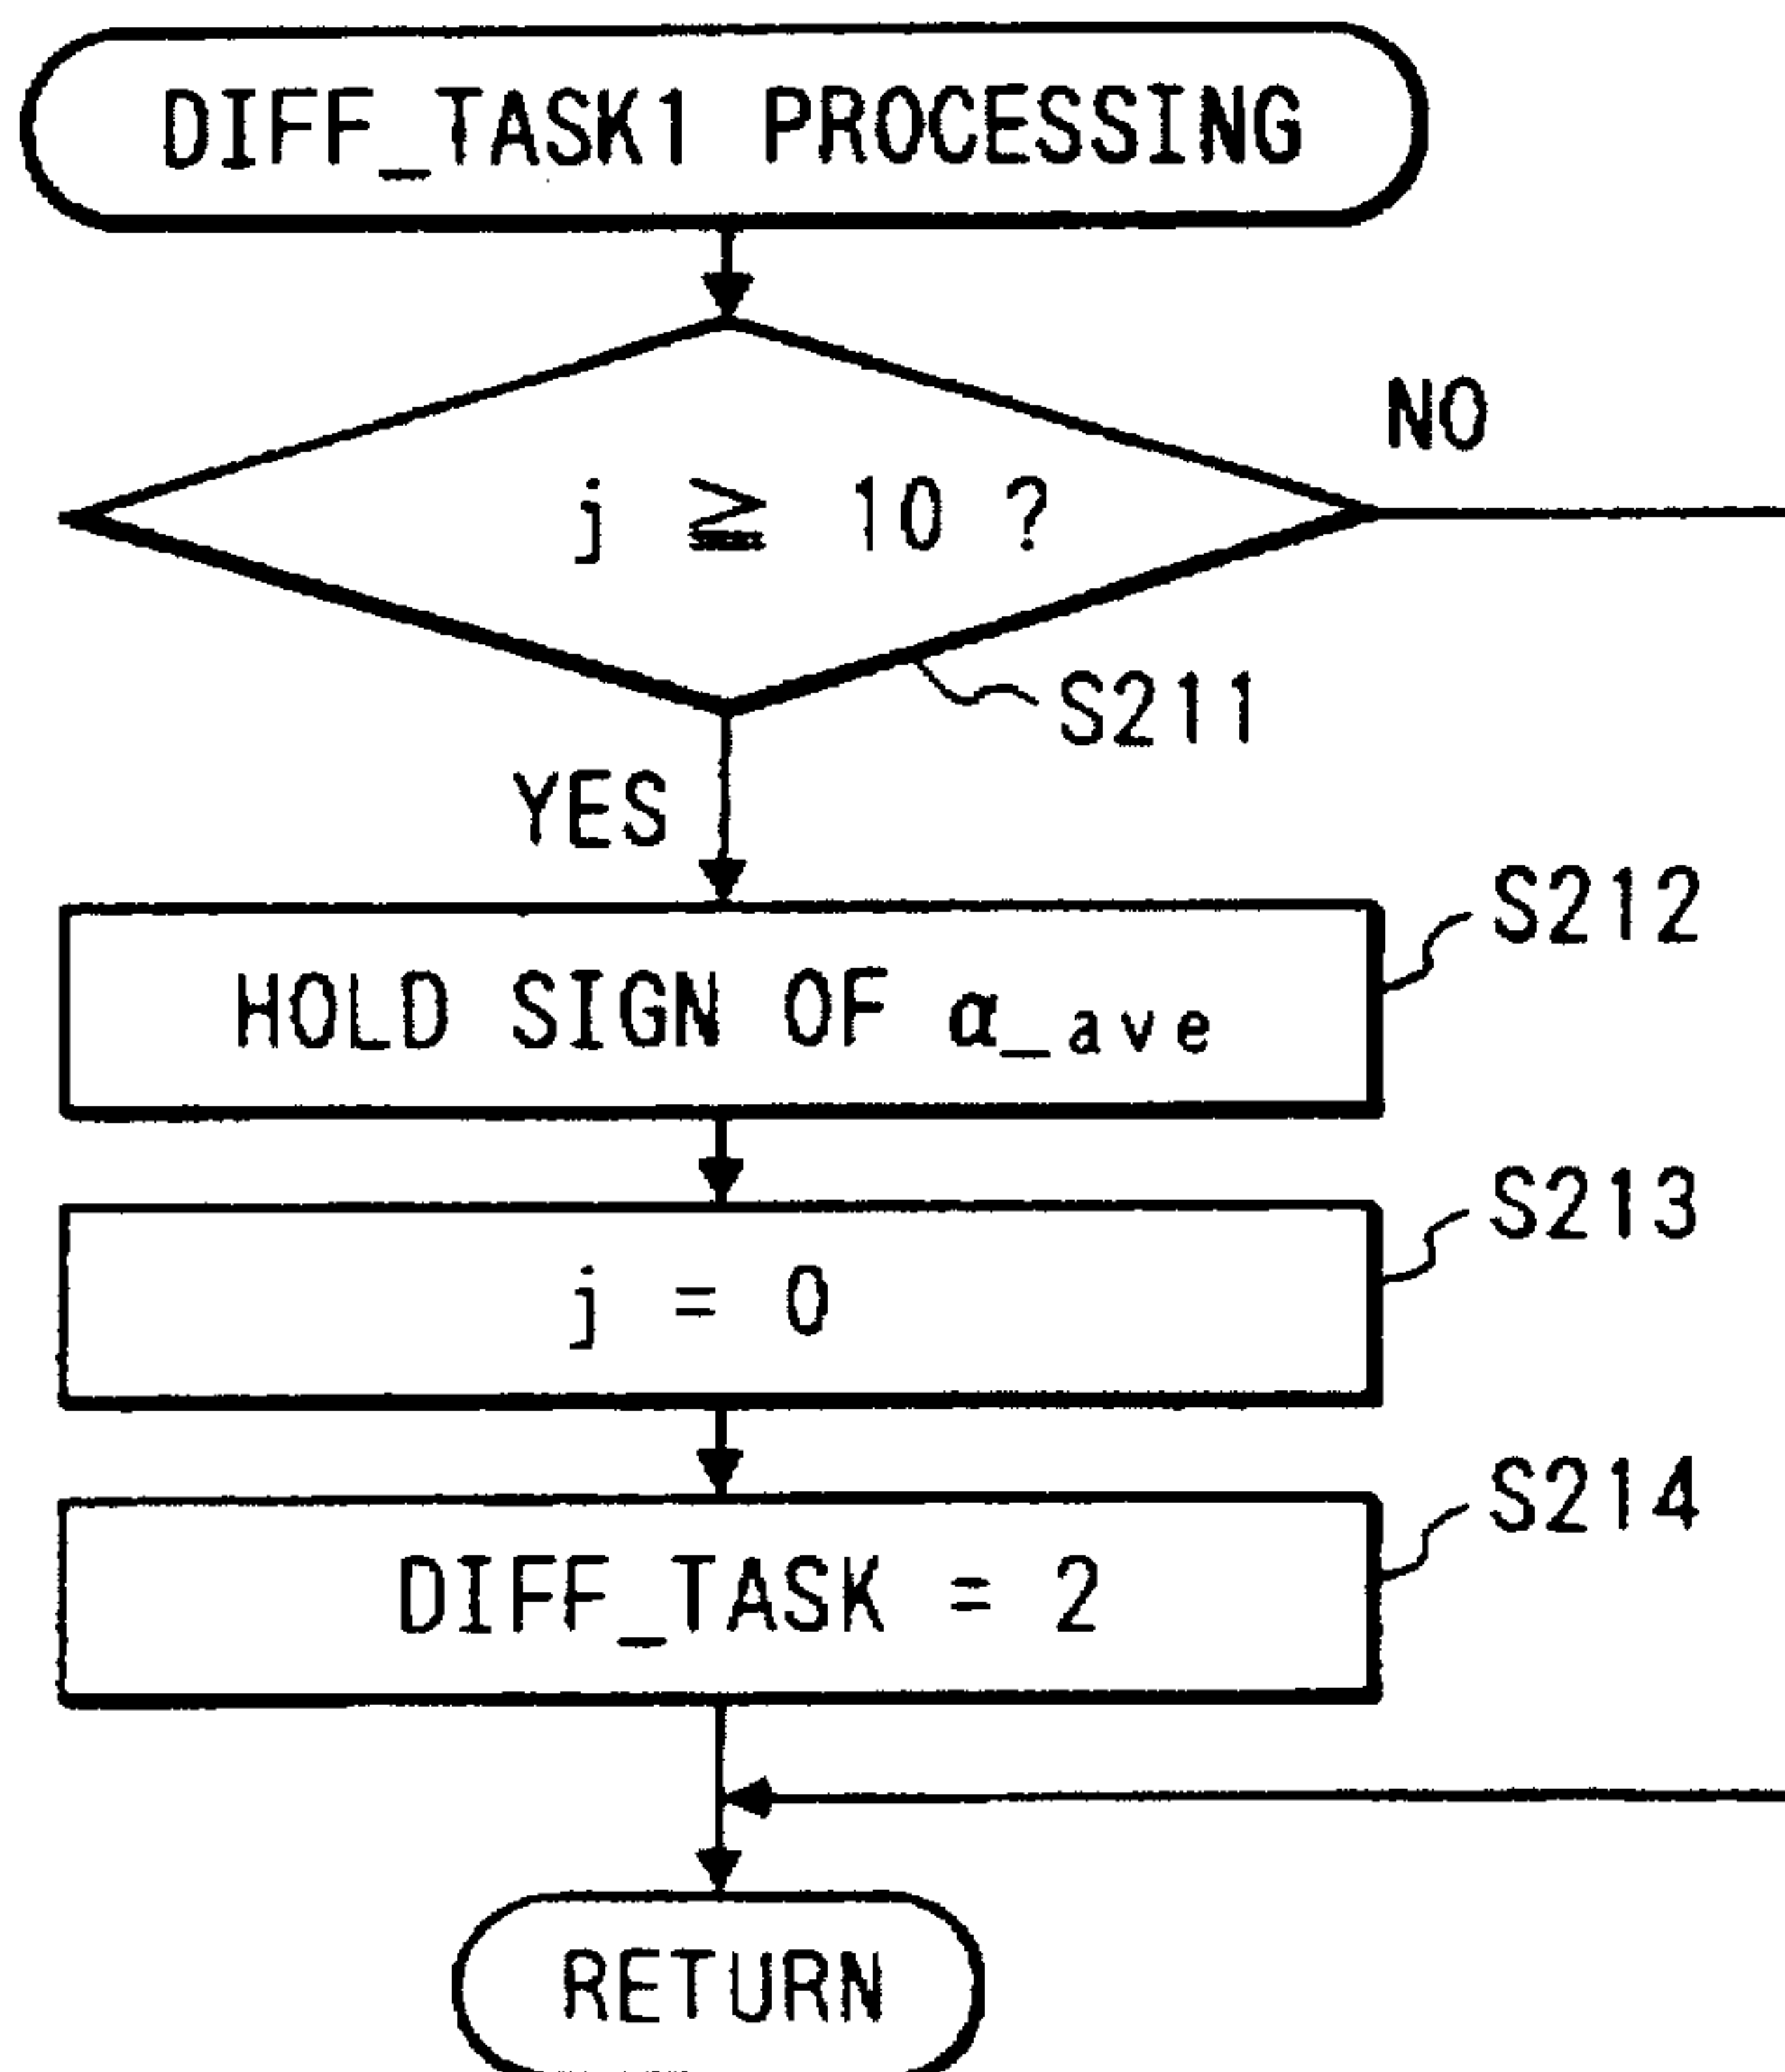 DIFF_TASK1 PROCESSING
NO
j ≧ 10 ?
S211
YES
S212
HOLD SIGN OF α_ave
S213
j = 0
S214
DIFF_TASK = 2
RETURN